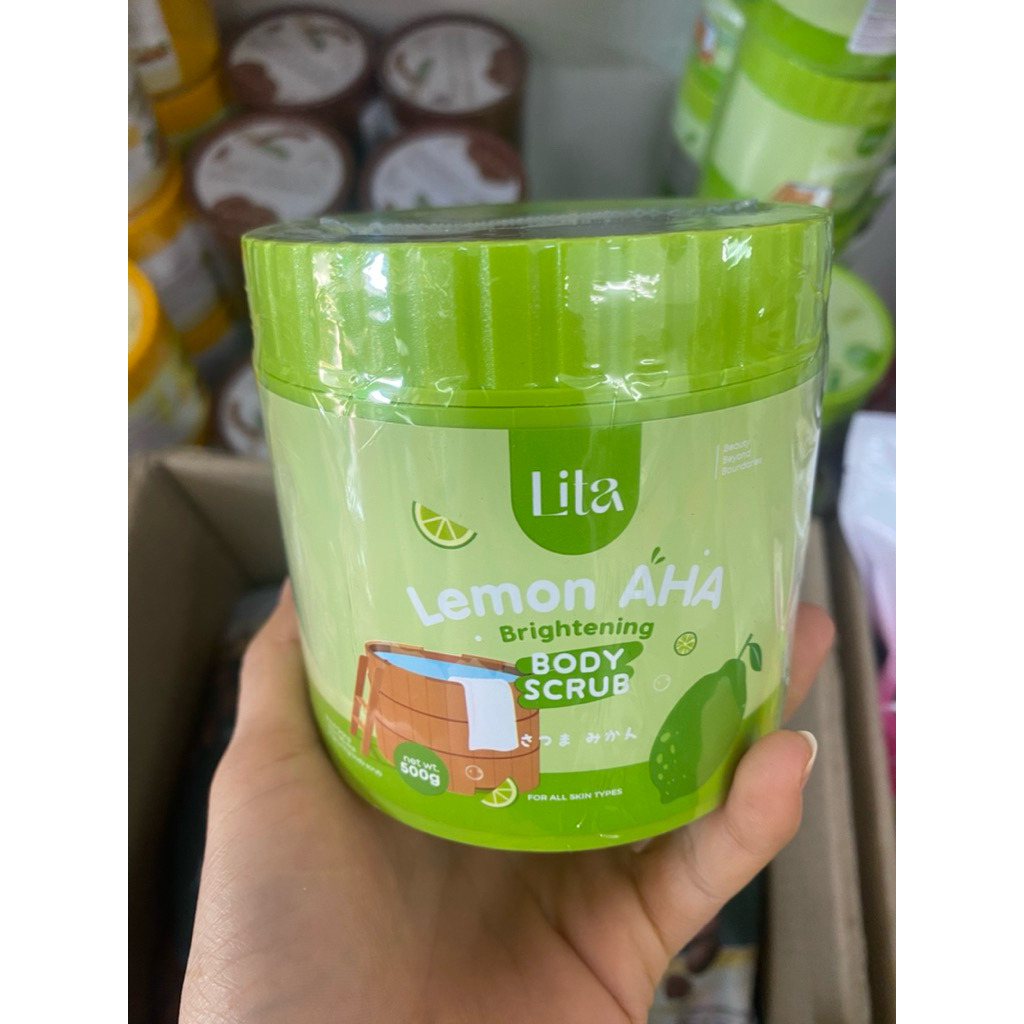 Lita
Beauty
Beyond
Boundaries
Lemon AHA
Brightening
BODY
SCRUB
さつま みかん
net wt.
500g
FOR ALL SKIN TYPES